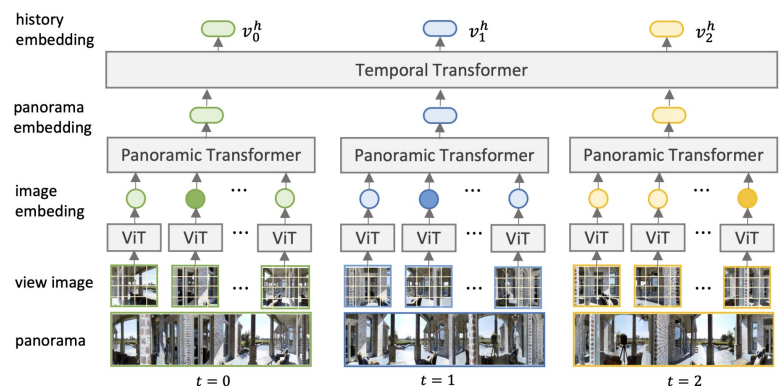 history
embedding
v₀ʰ
v₁ʰ
v₂ʰ
Temporal Transformer
panorama
embedding
Panoramic Transformer
Panoramic Transformer
Panoramic Transformer
image
embeding
...
...
...
ViT
ViT
...
ViT
ViT
ViT
...
ViT
ViT
ViT
...
ViT
view image
...
...
...
panorama
t = 0
t = 1
t = 2